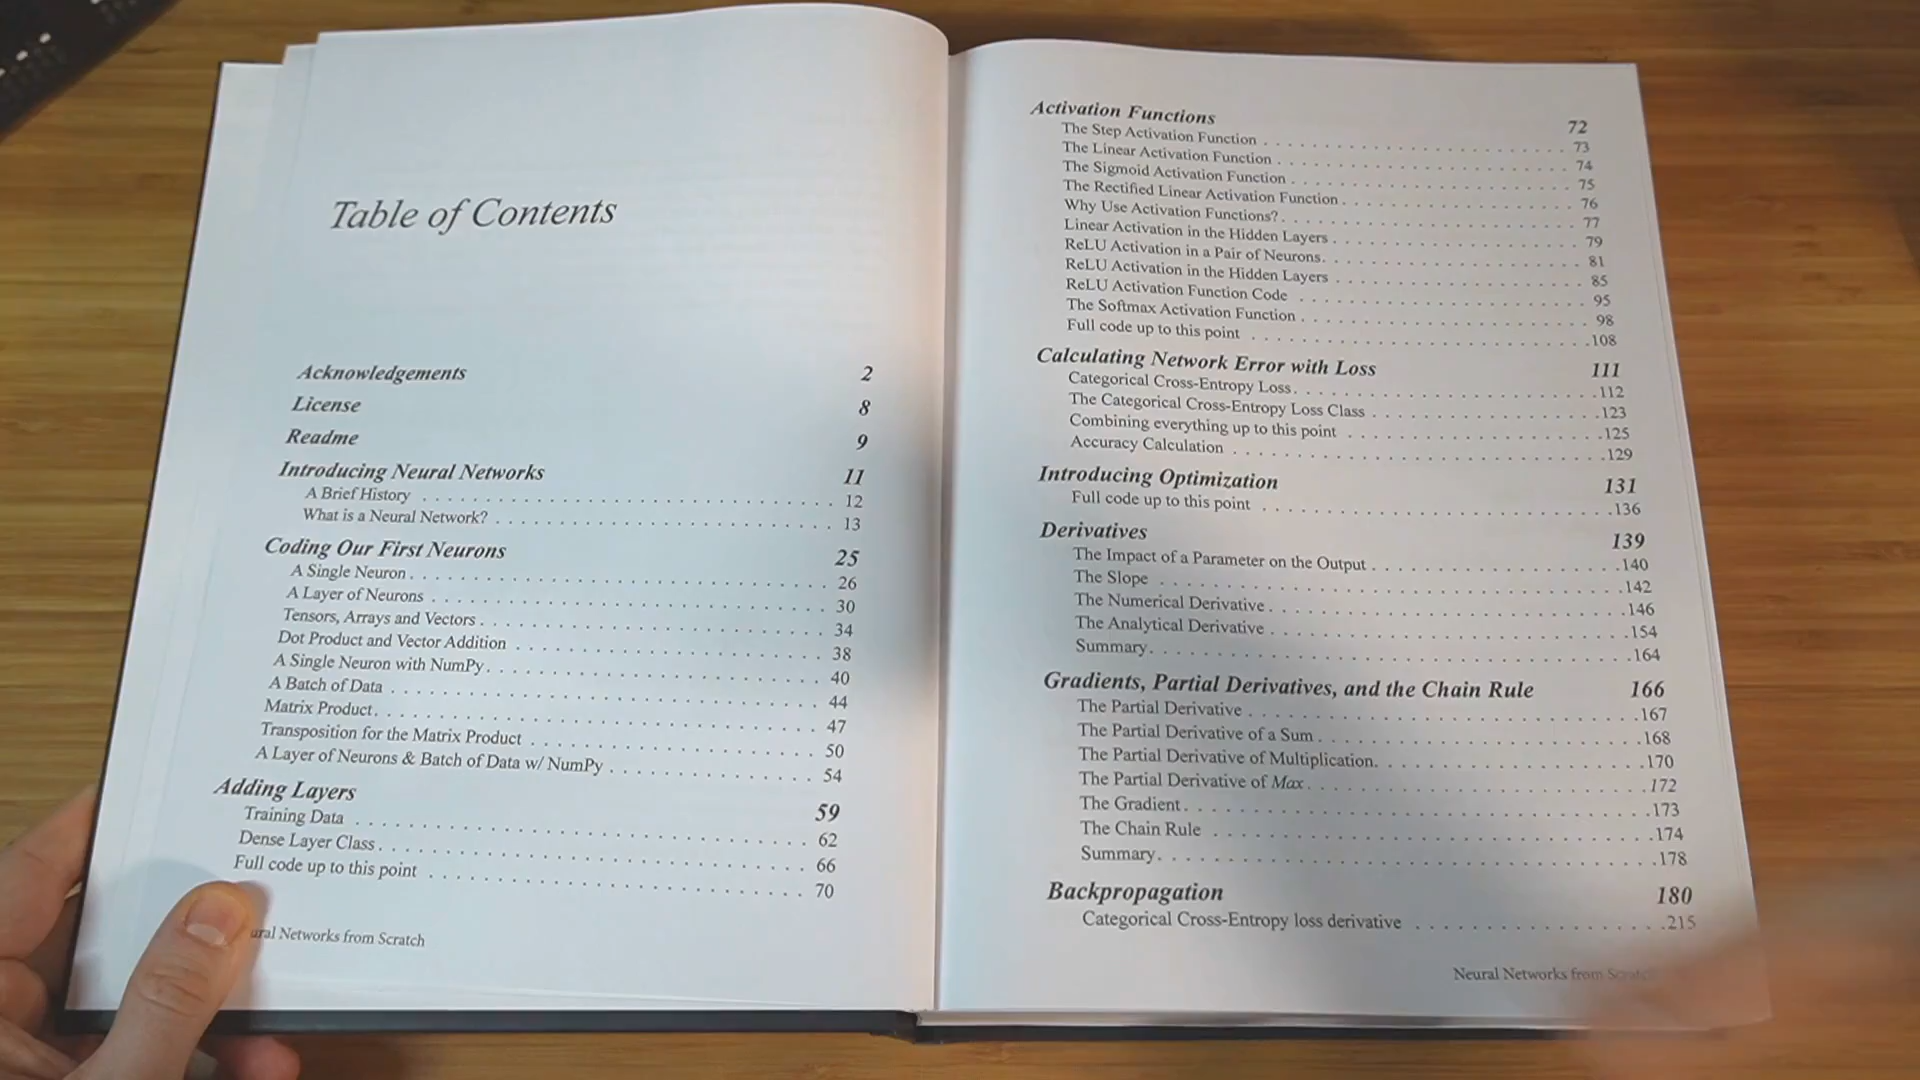 Table of Contents
Acknowledgements 2
License 8
Readme 9
Introducing Neural Networks 11
A Brief History 12
What is a Neural Network? 13
Coding Our First Neurons 25
A Single Neuron 26
A Layer of Neurons 30
Tensors, Arrays and Vectors 34
Dot Product and Vector Addition 38
A Single Neuron with NumPy 40
A Batch of Data 44
Matrix Product 47
Transposition for the Matrix Product 50
A Layer of Neurons & Batch of Data w/ NumPy 54
Adding Layers 59
Training Data 62
Dense Layer Class 66
Full code up to this point 70
Networks from Scratch
Activation Functions 72
The Step Activation Function 73
The Linear Activation Function 74
The Sigmoid Activation Function 75
The Rectified Linear Activation Function 76
Why Use Activation Functions? 77
Linear Activation in the Hidden Layers 79
ReLU Activation in a Pair of Neurons 81
ReLU Activation in the Hidden Layers 85
ReLU Activation Function Code 95
The Softmax Activation Function 98
Full code up to this point 108
Calculating Network Error with Loss 111
Categorical Cross-Entropy Loss 112
The Categorical Cross-Entropy Loss Class 123
Combining everything up to this point 125
Accuracy Calculation 129
Introducing Optimization 131
Full code up to this point 136
Derivatives 139
The Impact of a Parameter on the Output 140
The Slope 142
The Numerical Derivative 146
The Analytical Derivative 154
Summary 164
Gradients, Partial Derivatives, and the Chain Rule 166
The Partial Derivative 167
The Partial Derivative of a Sum 168
The Partial Derivative of Multiplication 170
The Partial Derivative of Max 172
The Gradient 173
The Chain Rule 174
Summary 178
Backpropagation 180
Categorical Cross-Entropy loss derivative 215
Neural Networks from